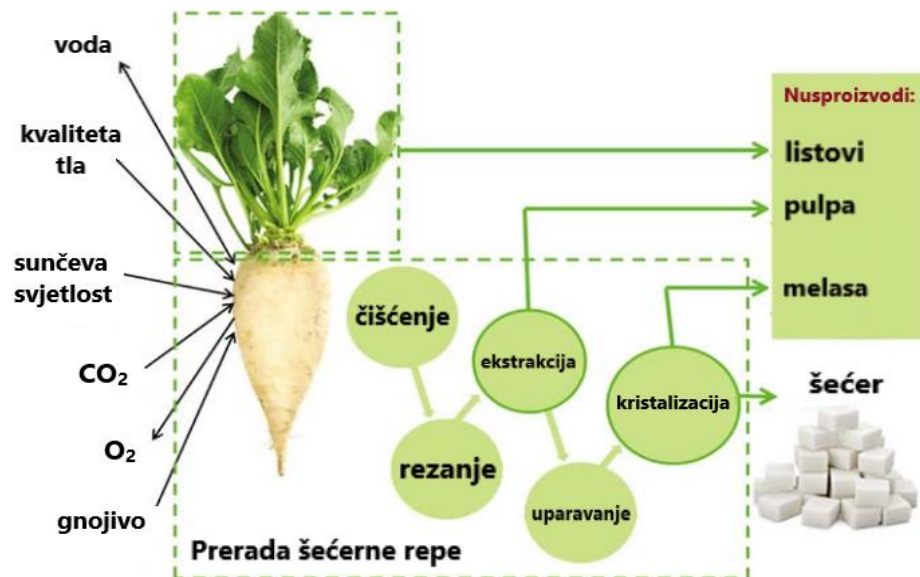 voda
kvaliteta
tla
sunčeva
svjetlost
CO₂
O₂
gnojivo
čišćenje
rezanje
ekstrakcija
uparavanje
kristalizacija
Prerada šećerne repe
Nusproizvodi:
listovi
pulpa
melasa
šećer